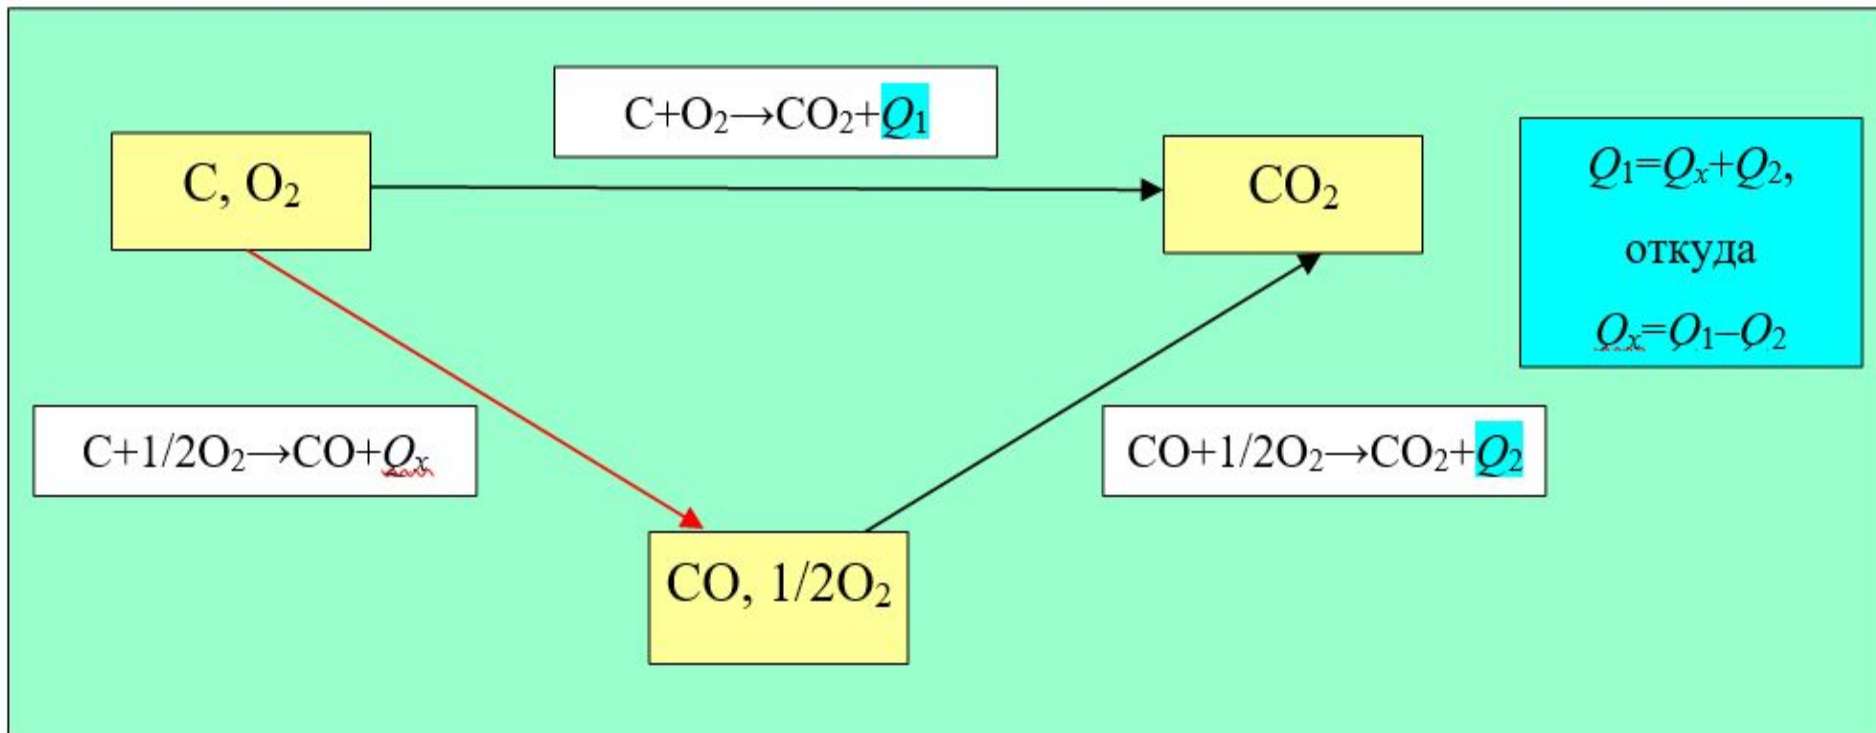 C+O₂→CO₂+Q₁
C, O₂
CO₂
Q₁=Qₓ+Q₂,
откуда
Qₓ=Q₁–Q₂
C+1/2O₂→CO+Qₓ
CO+1/2O₂→CO₂+Q₂
CO, 1/2O₂